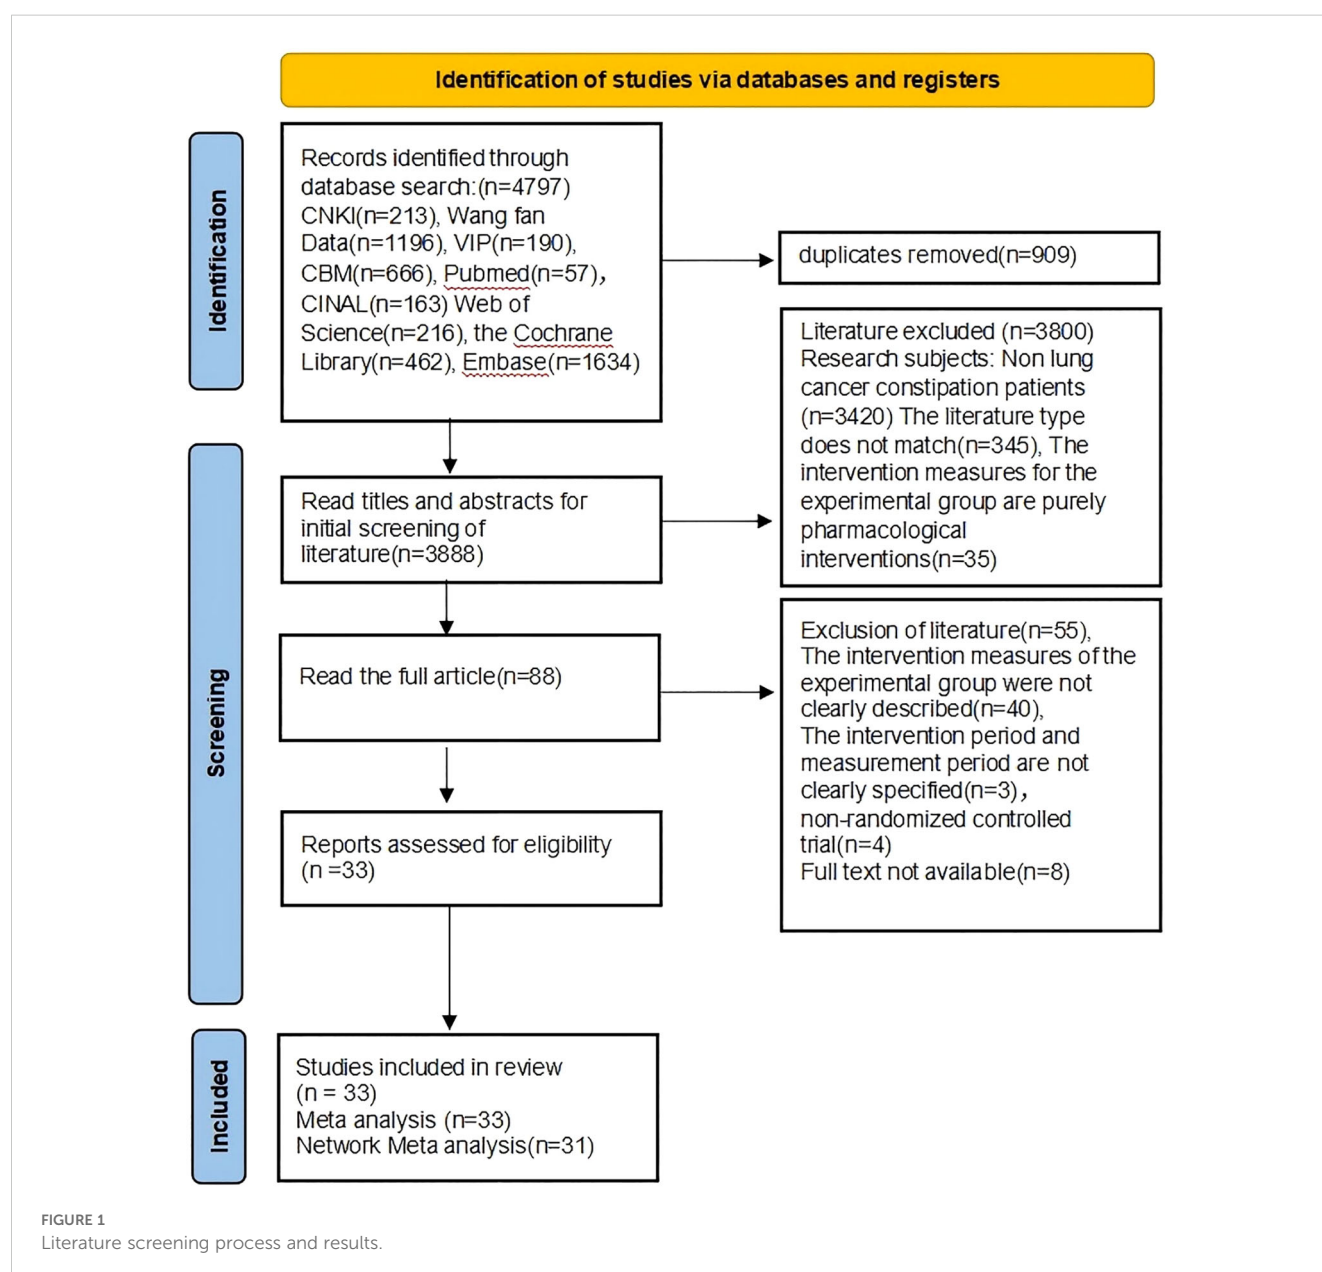 Identification of studies via databases and registers
Identification
Records identified through
database search:(n=4797)
CNKI(n=213), Wang fan
Data(n=1196), VIP(n=190),
CBM(n=666), Pubmed(n=57),
CINAL(n=163) Web of
Science(n=216), the Cochrane
Library(n=462), Embase(n=1634)
duplicates removed(n=909)
Screening
Read titles and abstracts for
initial screening of
literature(n=3888)
Literature excluded (n=3800)
Research subjects: Non lung
cancer constipation patients
(n=3420) The literature type
does not match(n=345), The
intervention measures for the
experimental group are purely
pharmacological
interventions(n=35)
Read the full article(n=88)
Exclusion of literature(n=55),
The intervention measures of the
experimental group were not
clearly described(n=40),
The intervention period and
measurement period are not
clearly specified(n=3),
non-randomized controlled
trial(n=4)
Full text not available(n=8)
Reports assessed for eligibility
(n =33)
Included
Studies included in review
(n = 33)
Meta analysis (n=33)
Network Meta analysis(n=31)
FIGURE 1
Literature screening process and results.